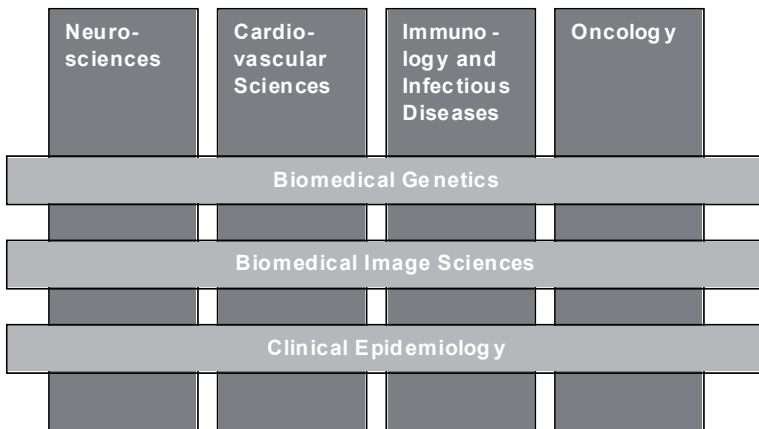 Neuro-
sciences
Cardio-
vascular
Sciences
Immuno -
logy and
Infectious
Diseases
Oncology
Biomedical Genetics
Biomedical Image Sciences
Clinical Epidemiology